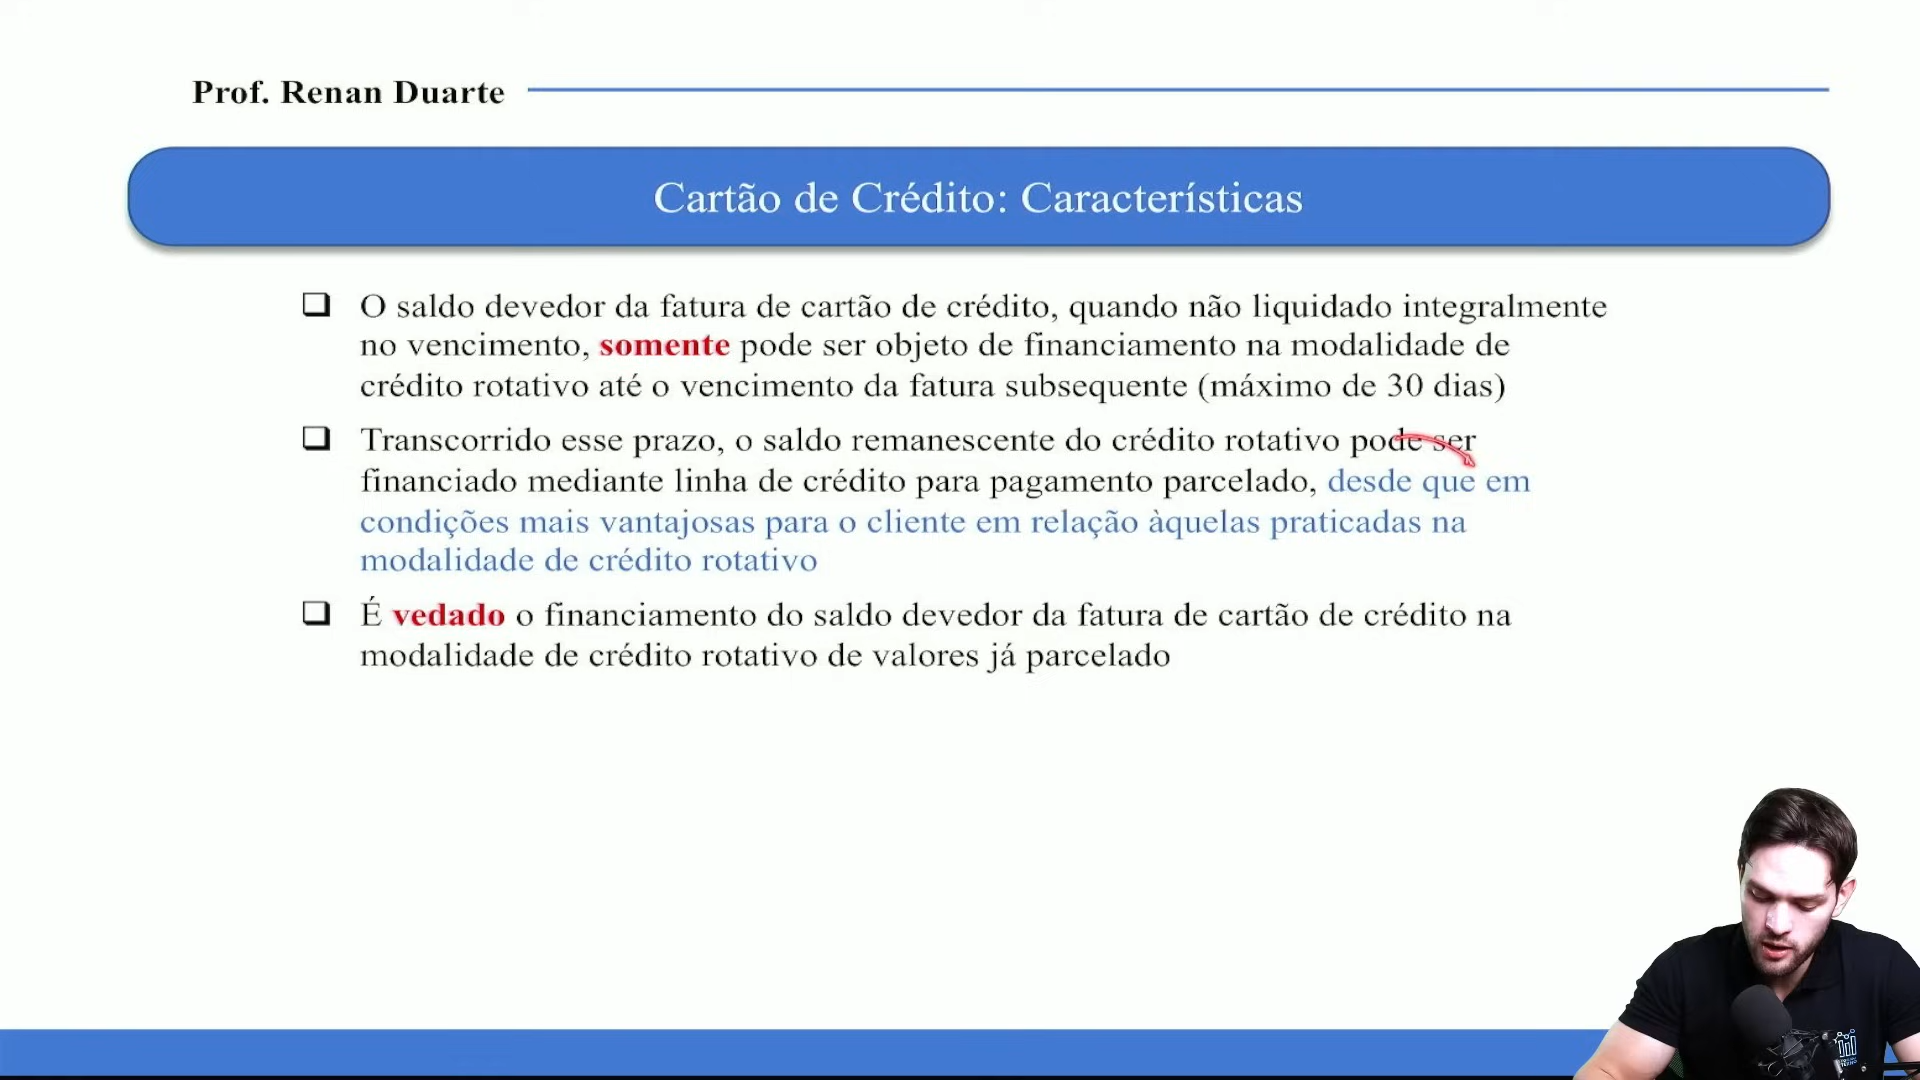 Prof. Renan Duarte
Cartão de Crédito: Características
O saldo devedor da fatura de cartão de crédito, quando não liquidado integralmente
no vencimento, somente pode ser objeto de financiamento na modalidade de
crédito rotativo até o vencimento da fatura subsequente (máximo de 30 dias)
Transcorrido esse prazo, o saldo remanescente do crédito rotativo pode ser
financiado mediante linha de crédito para pagamento parcelado, desde que em
condições mais vantajosas para o cliente em relação àquelas praticadas na
modalidade de crédito rotativo
É vedado o financiamento do saldo devedor da fatura de cartão de crédito na
modalidade de crédito rotativo de valores já parcelado